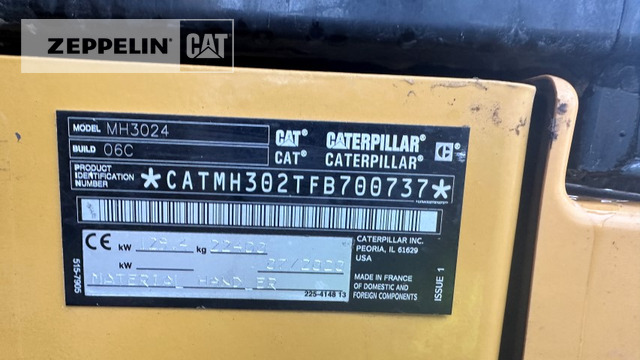 ZEPPELIN CAT
MODEL MH3024
BUILD 06C
CAT® CATERPILLAR®
CAT® CATERPILLAR®
PRODUCT IDENTIFICATION NUMBER *CATMH302TFB700737*
CE kW kg
kW
MATERIAL HANDLER
CATERPILLAR INC.
PEORIA, IL 61629
USA
MADE IN FRANCE
OF DOMESTIC AND
FOREIGN COMPONENTS
225-4148 13
515-7905
ISSUE 1